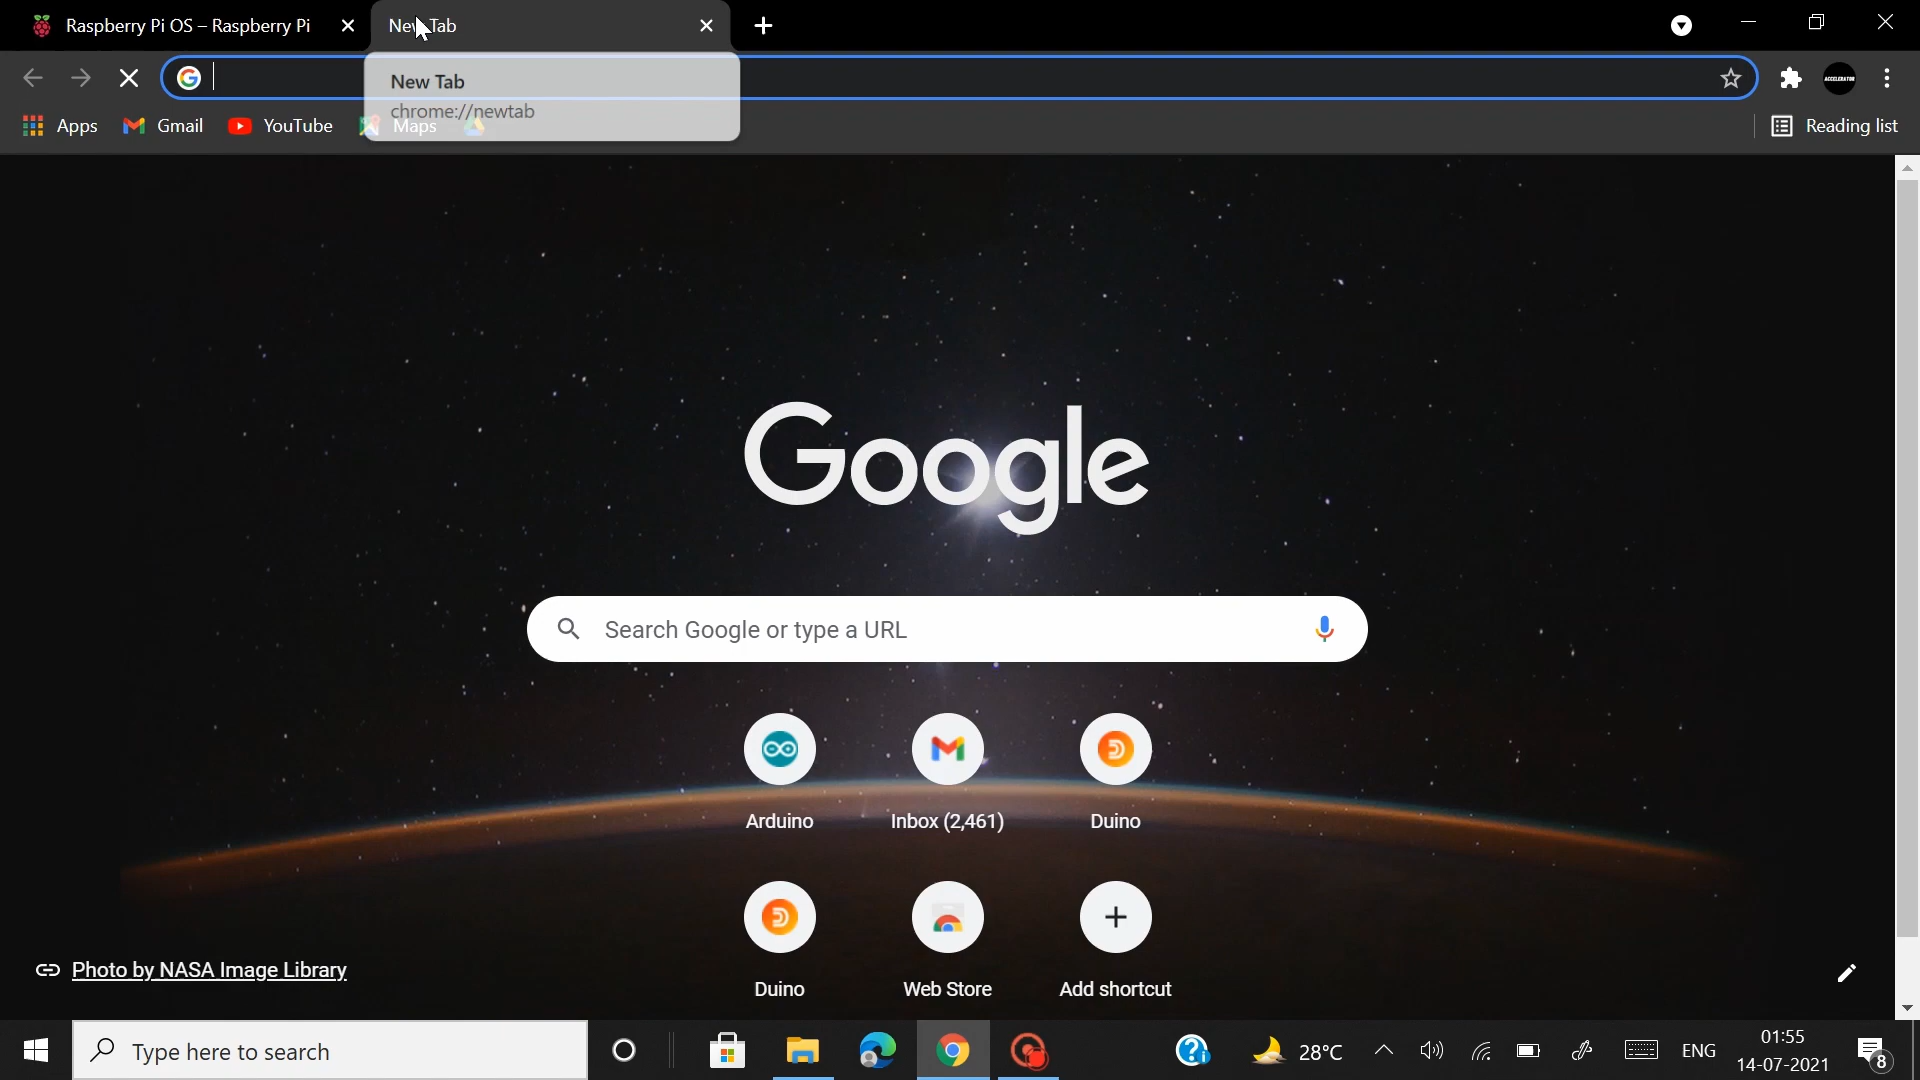 Raspberry Pi OS – Raspberry Pi
New Tab
New Tab
chrome://newtab
Apps
Gmail
YouTube
Maps
Reading list
ACCELERATOR
Google
Search Google or type a URL
Arduino
Inbox (2,461)
Duino
Duino
Web Store
Add shortcut
Photo by NASA Image Library
Type here to search
28°C
ENG
01:55
14-07-2021
8